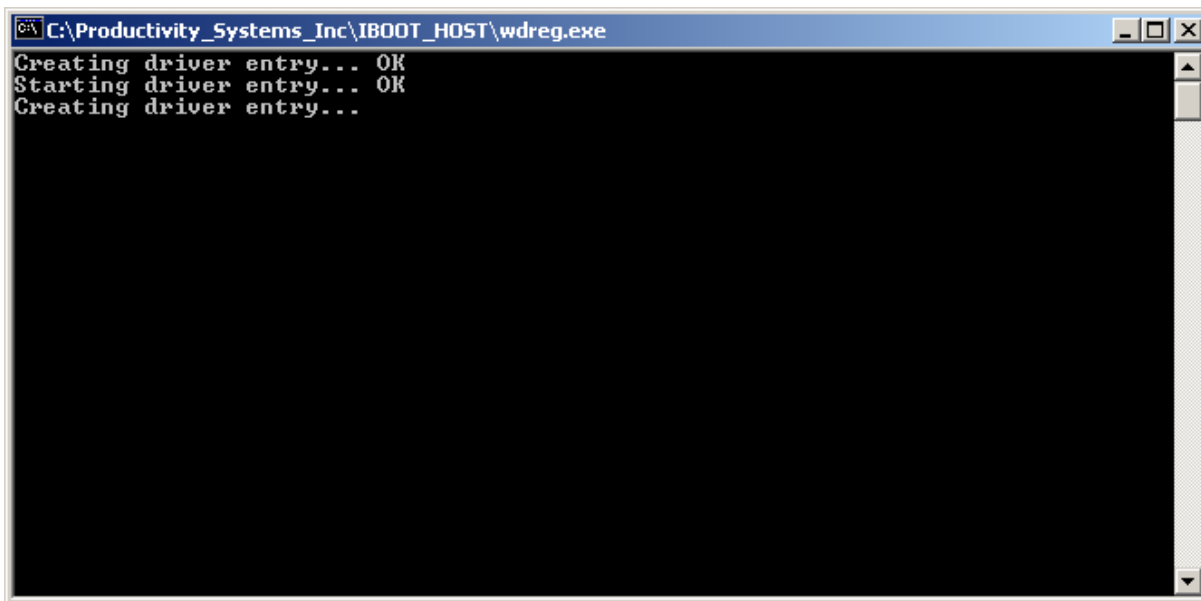 C:\Productivity_Systems_Inc\IBOOT_HOST\wdreg.exe
Creating driver entry... OK
Starting driver entry... OK
Creating driver entry...